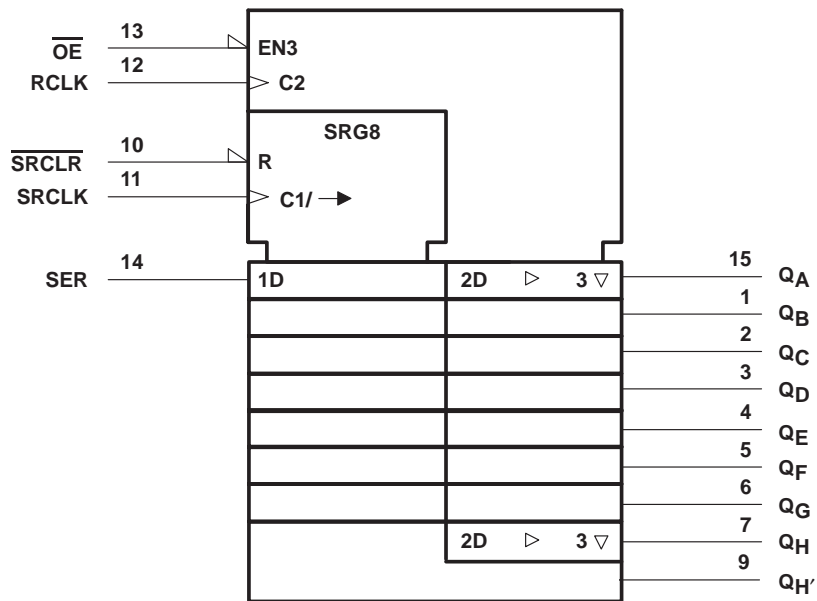 13
OE
EN3
12
RCLK
C2
SRG8
10
SRCLR
R
11
SRCLK
C1/
14
SER
1D
2D
3
15
QA
1
QB
2
QC
3
QD
4
QE
5
QF
6
QG
2D
3
7
QH
9
QH′